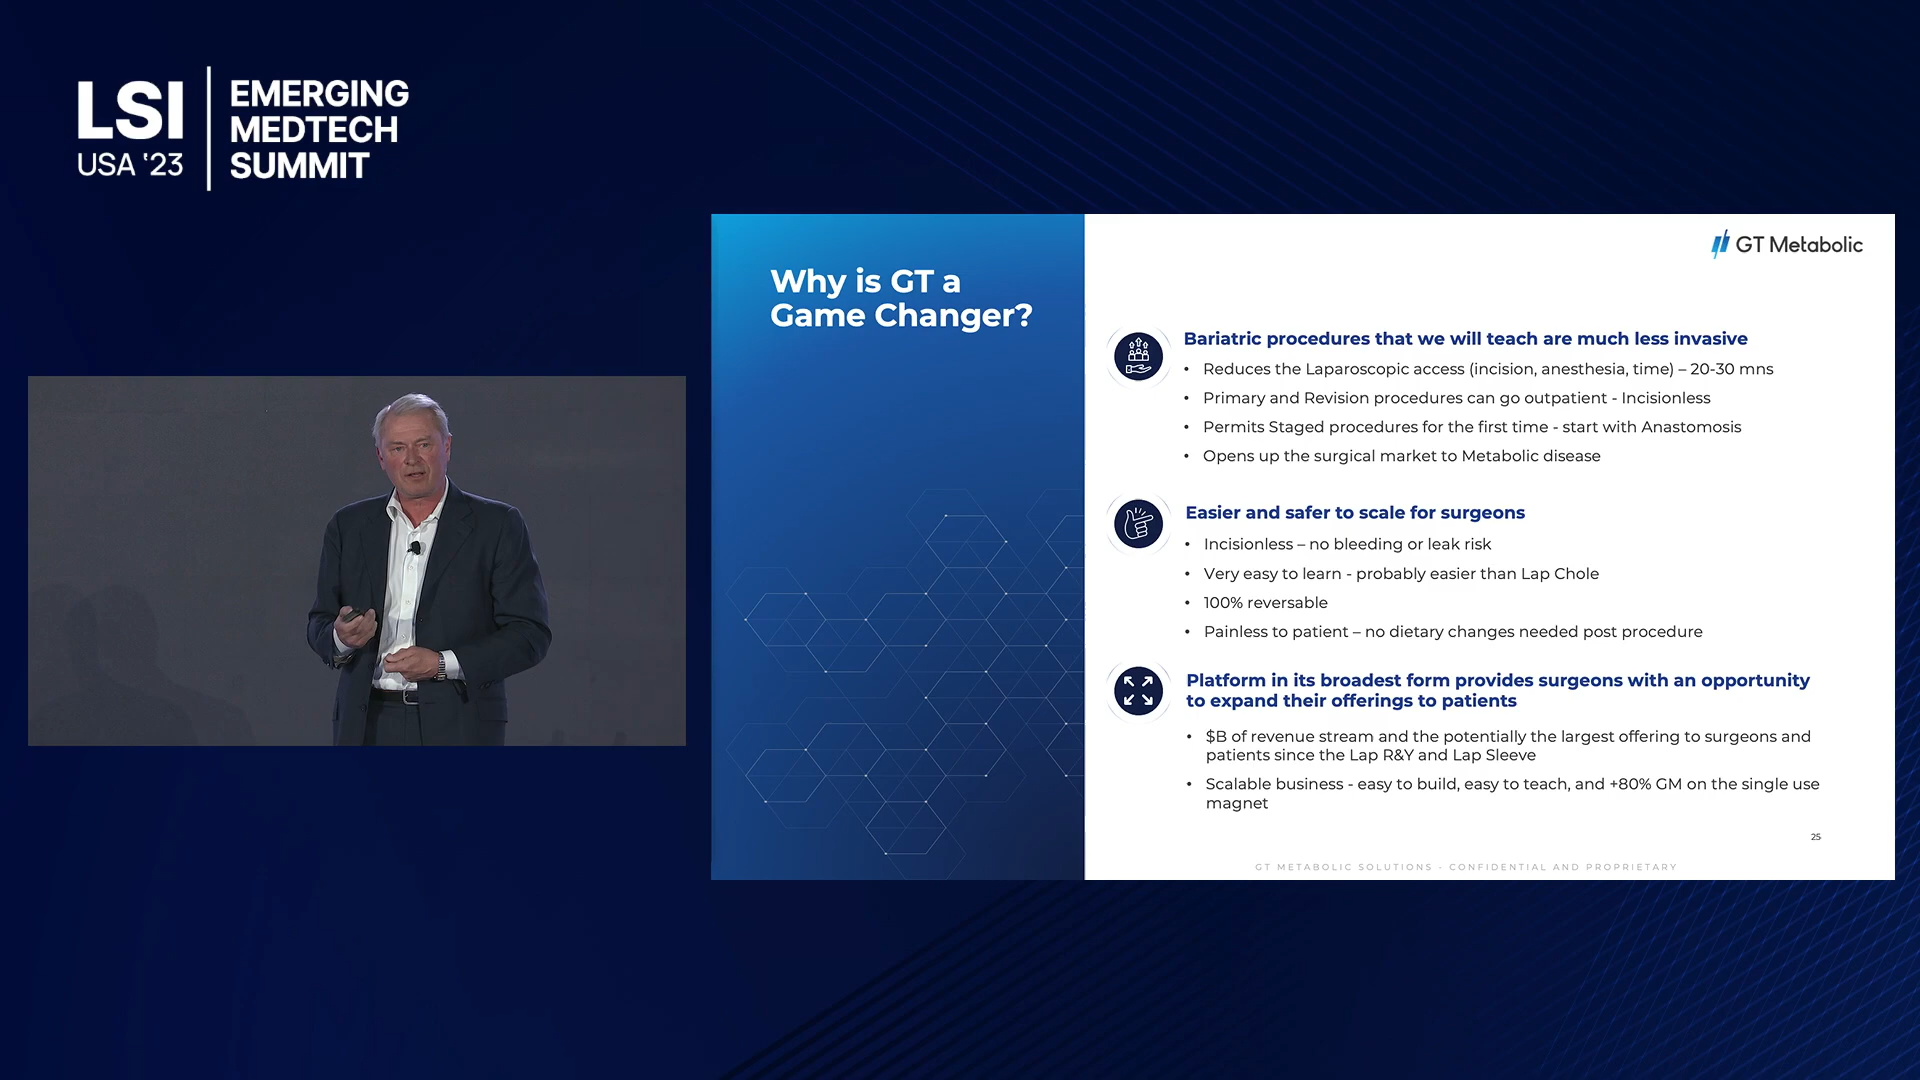 LSI
USA ‘23
EMERGING
MEDTECH
SUMMIT
Why is GT a
Game Changer?
GT Metabolic
Bariatric procedures that we will teach are much less invasive
• Reduces the Laparoscopic access (incision, anesthesia, time) – 20-30 mns
• Primary and Revision procedures can go outpatient - Incisionless
• Permits Staged procedures for the first time - start with Anastomosis
• Opens up the surgical market to Metabolic disease
Easier and safer to scale for surgeons
• Incisionless – no bleeding or leak risk
• Very easy to learn - probably easier than Lap Chole
• 100% reversable
• Painless to patient – no dietary changes needed post procedure
Platform in its broadest form provides surgeons with an opportunity
to expand their offerings to patients
• $B of revenue stream and the potentially the largest offering to surgeons and
patients since the Lap R&Y and Lap Sleeve
• Scalable business - easy to build, easy to teach, and +80% GM on the single use
magnet
25
GT METABOLIC SOLUTIONS - CONFIDENTIAL AND PROPRIETARY